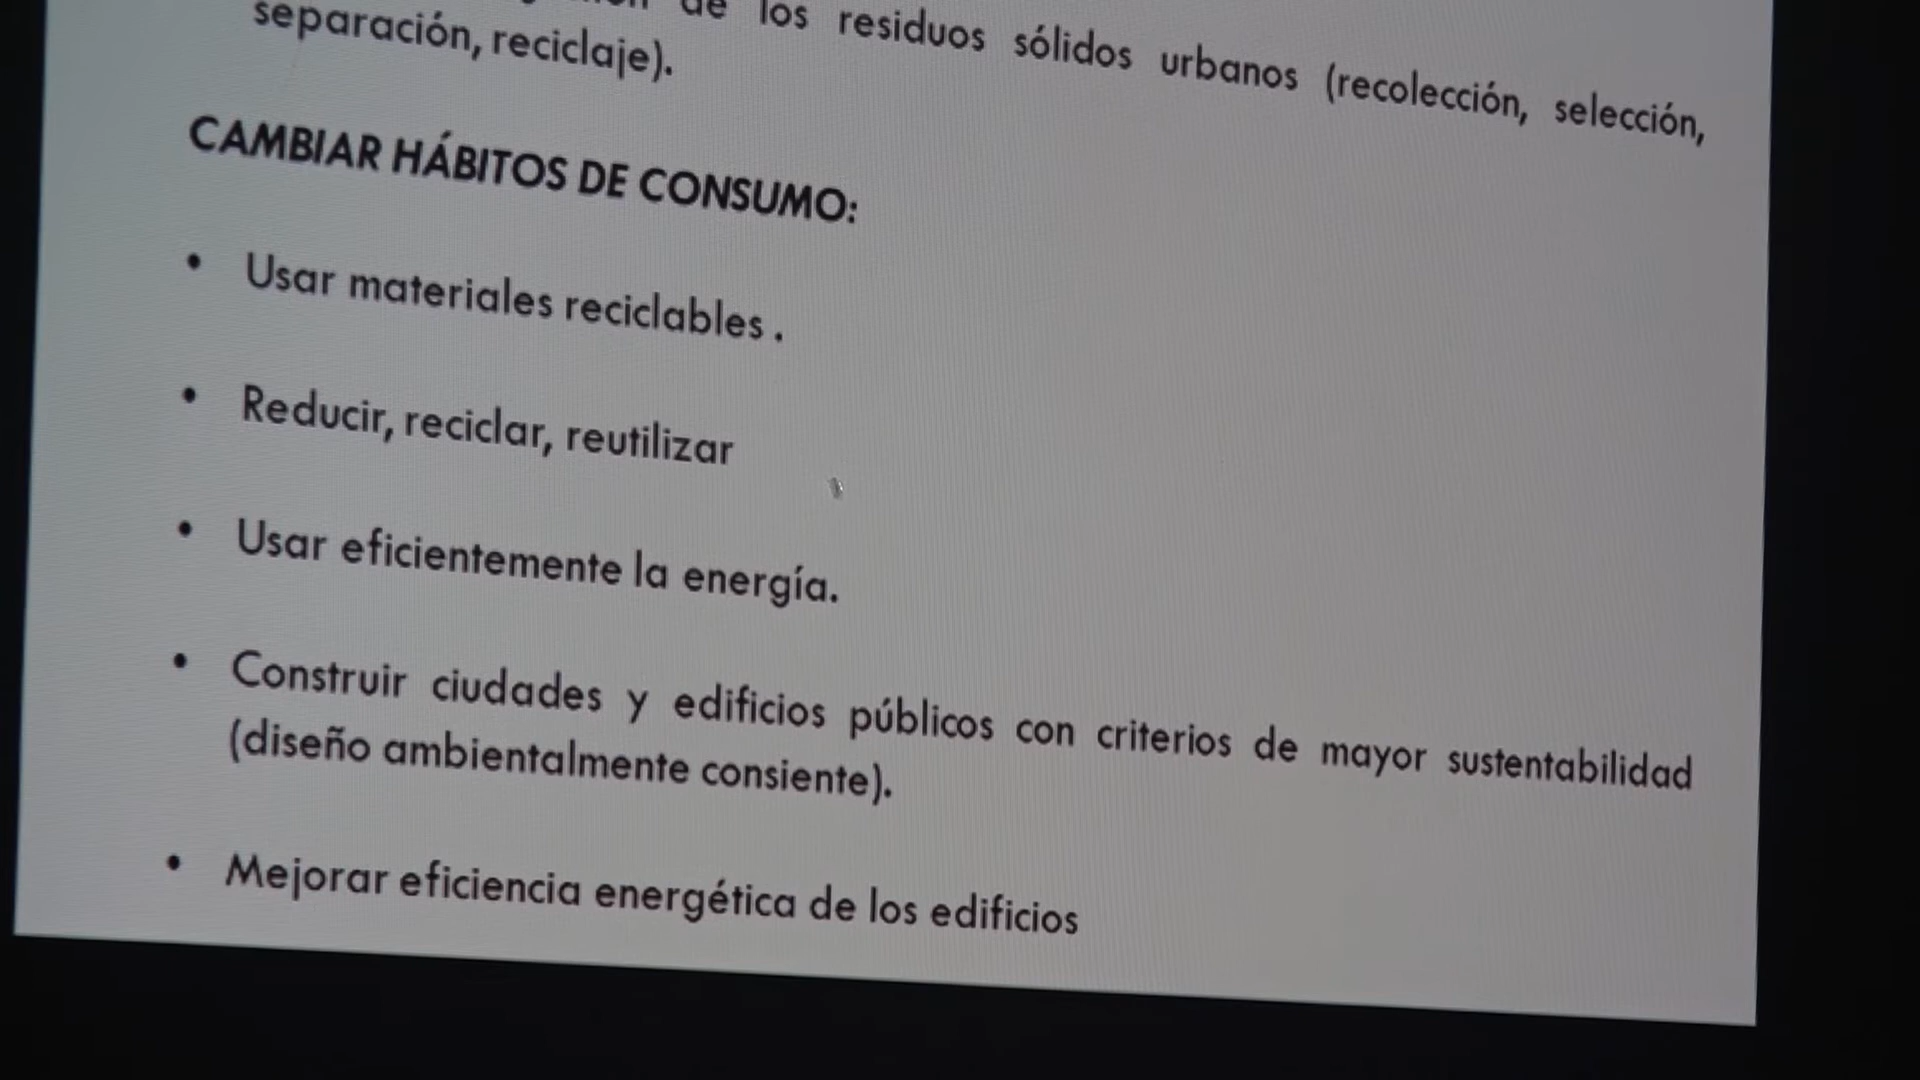 de los residuos sólidos urbanos (recolección, selección,
separación, reciclaje).
CAMBIAR HÁBITOS DE CONSUMO:
• Usar materiales reciclables .
• Reducir, reciclar, reutilizar
• Usar eficientemente la energía.
• Construir ciudades y edificios públicos con criterios de mayor sustentabilidad
(diseño ambientalmente consiente).
• Mejorar eficiencia energética de los edificios